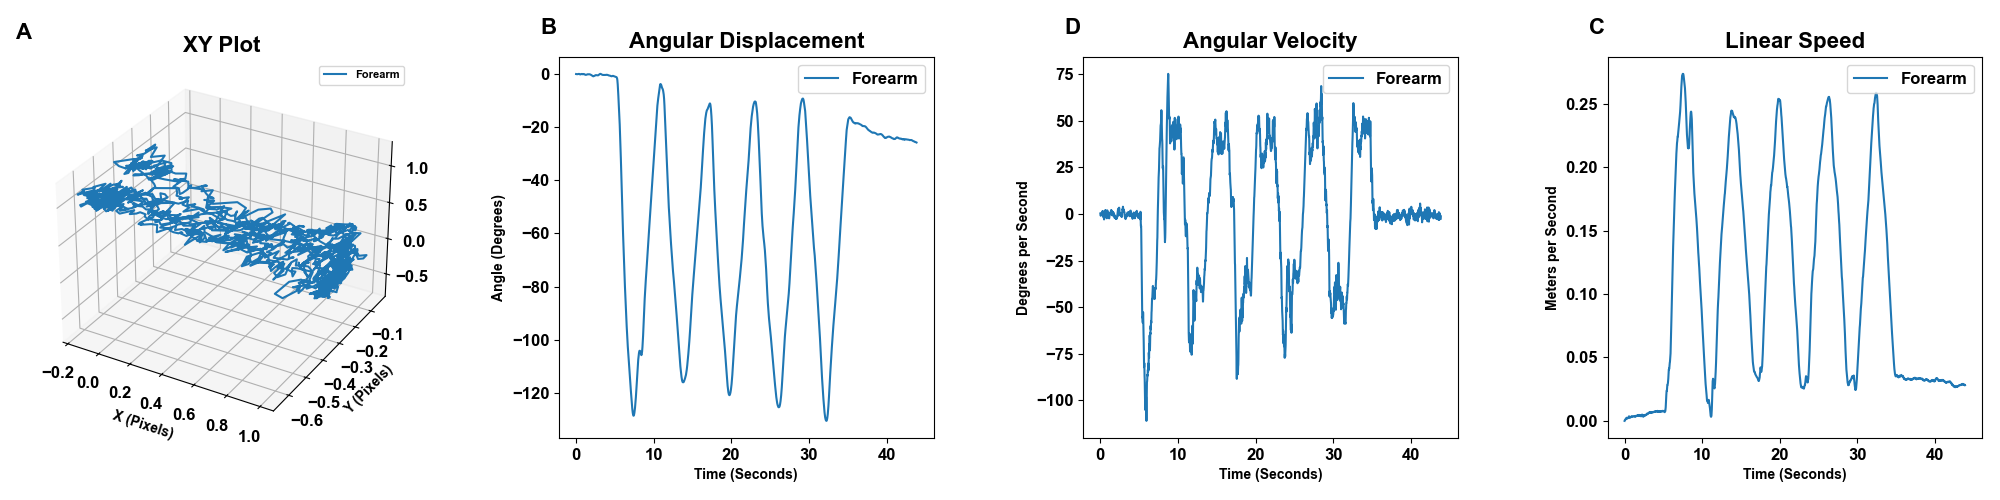 A
XY Plot
Forearm
1.0
0.5
0.0
−0.5
−0.1
−0.2
−0.3
−0.4
−0.5
−0.6
Y (Pixels)
−0.2
0.0
0.2
0.4
0.6
0.8
1.0
X (Pixels)
B
Angular Displacement
Forearm
0
−20
−40
−60
−80
−100
−120
Angle (Degrees)
0 10 20 30 40
Time (Seconds)
D
Angular Velocity
Forearm
75
50
25
0
−25
−50
−75
−100
Degrees per Second
0 10 20 30 40
Time (Seconds)
C
Linear Speed
Forearm
0.25
0.20
0.15
0.10
0.05
0.00
Meters per Second
0 10 20 30 40
Time (Seconds)